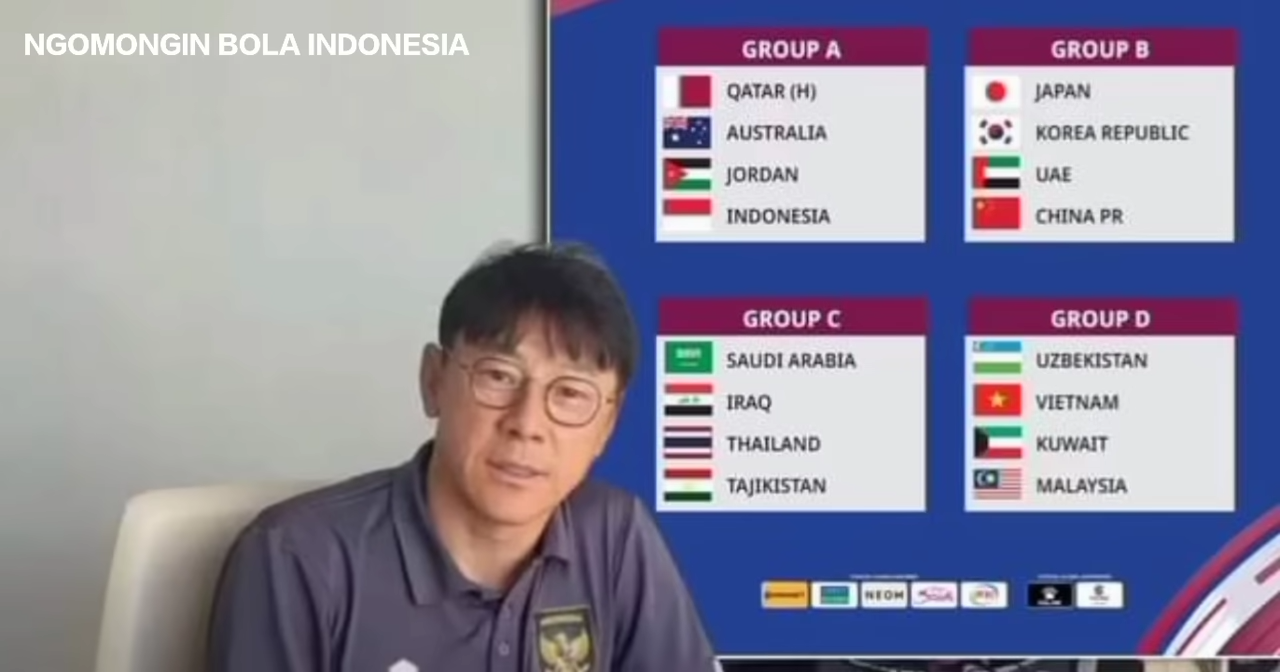 NGOMONGIN BOLA INDONESIA
GROUP A
QATAR (H)
AUSTRALIA
JORDAN
INDONESIA
GROUP B
JAPAN
KOREA REPUBLIC
UAE
CHINA PR
GROUP C
SAUDI ARABIA
IRAQ
THAILAND
TAJIKISTAN
GROUP D
UZBEKISTAN
VIETNAM
KUWAIT
MALAYSIA
NEOM